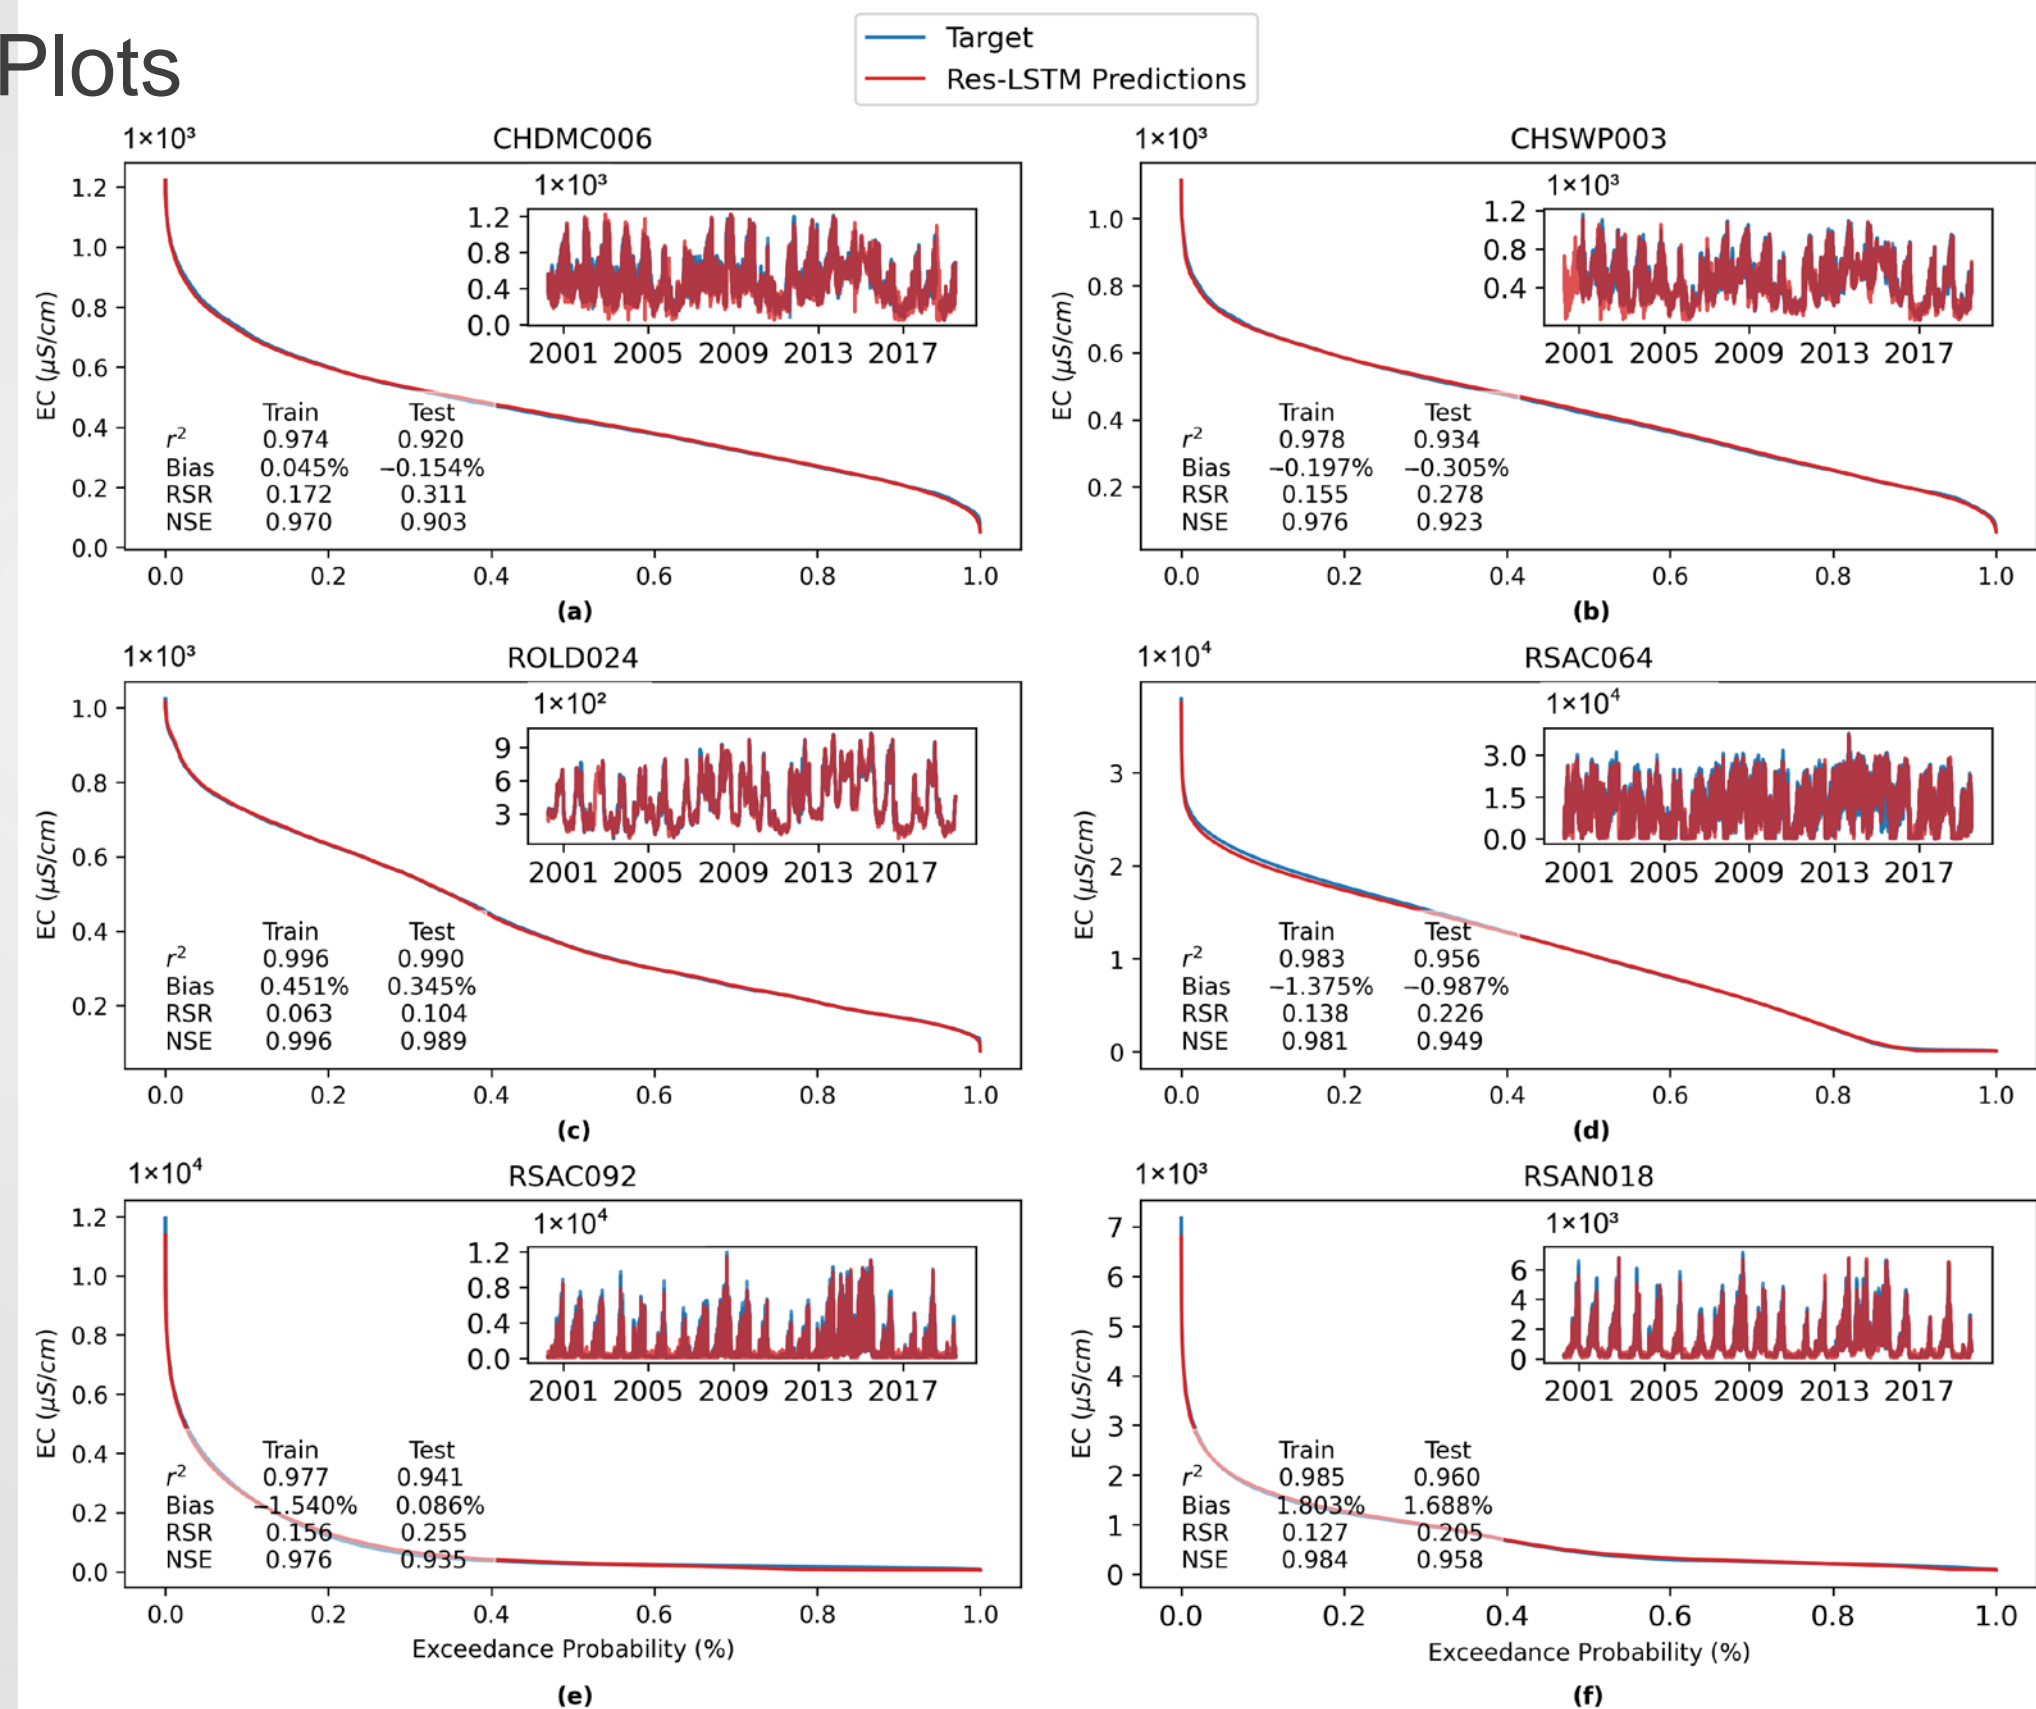 Plots
Target
Res-LSTM Predictions
1×10³
CHDMC006
EC (μS/cm)
1.2
1.0
0.8
0.6
0.4
0.2
0.0
1×10³
1.2
0.8
0.4
0.0
2001 2005 2009 2013 2017
Train Test
r² 0.974 0.920
Bias 0.045% −0.154%
RSR 0.172 0.311
NSE 0.970 0.903
0.0 0.2 0.4 0.6 0.8 1.0
(a)
1×10³
CHSWP003
EC (μS/cm)
1.0
0.8
0.6
0.4
0.2
1×10³
1.2
0.8
0.4
2001 2005 2009 2013 2017
Train Test
r² 0.978 0.934
Bias −0.197% −0.305%
RSR 0.155 0.278
NSE 0.976 0.923
0.0 0.2 0.4 0.6 0.8 1.0
(b)
1×10³
ROLD024
EC (μS/cm)
1.0
0.8
0.6
0.4
0.2
1×10²
9
6
3
2001 2005 2009 2013 2017
Train Test
r² 0.996 0.990
Bias 0.451% 0.345%
RSR 0.063 0.104
NSE 0.996 0.989
0.0 0.2 0.4 0.6 0.8 1.0
(c)
1×10⁴
RSAC064
EC (μS/cm)
3
2
1
0
1×10⁴
3.0
1.5
0.0
2001 2005 2009 2013 2017
Train Test
r² 0.983 0.956
Bias −1.375% −0.987%
RSR 0.138 0.226
NSE 0.981 0.949
0.0 0.2 0.4 0.6 0.8 1.0
(d)
1×10⁴
RSAC092
EC (μS/cm)
1.2
1.0
0.8
0.6
0.4
0.2
0.0
1×10⁴
1.2
0.8
0.4
0.0
2001 2005 2009 2013 2017
Train Test
r² 0.977 0.941
Bias −1.540% 0.086%
RSR 0.156 0.255
NSE 0.976 0.935
0.0 0.2 0.4 0.6 0.8 1.0
Exceedance Probability (%)
(e)
1×10³
RSAN018
EC (μS/cm)
7
6
5
4
3
2
1
0
1×10³
6
4
2
0
2001 2005 2009 2013 2017
Train Test
r² 0.985 0.960
Bias 1.803% 1.688%
RSR 0.127 0.205
NSE 0.984 0.958
0.0 0.2 0.4 0.6 0.8 1.0
Exceedance Probability (%)
(f)